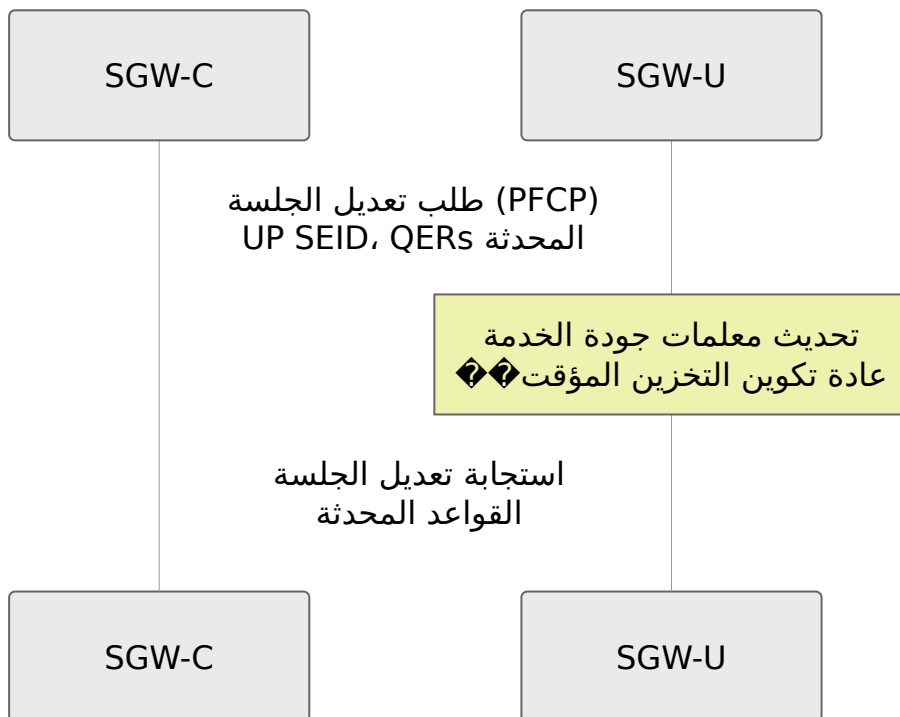 SGW-C
SGW-U
طلب تعديل الجلسة (PFCP)
UP SEID، QERs المحدثة
تحديث معلمات جودة الخدمة
��عادة تكوين التخزين المؤقت
استجابة تعديل الجلسة
القواعد المحدثة
SGW-C
SGW-U